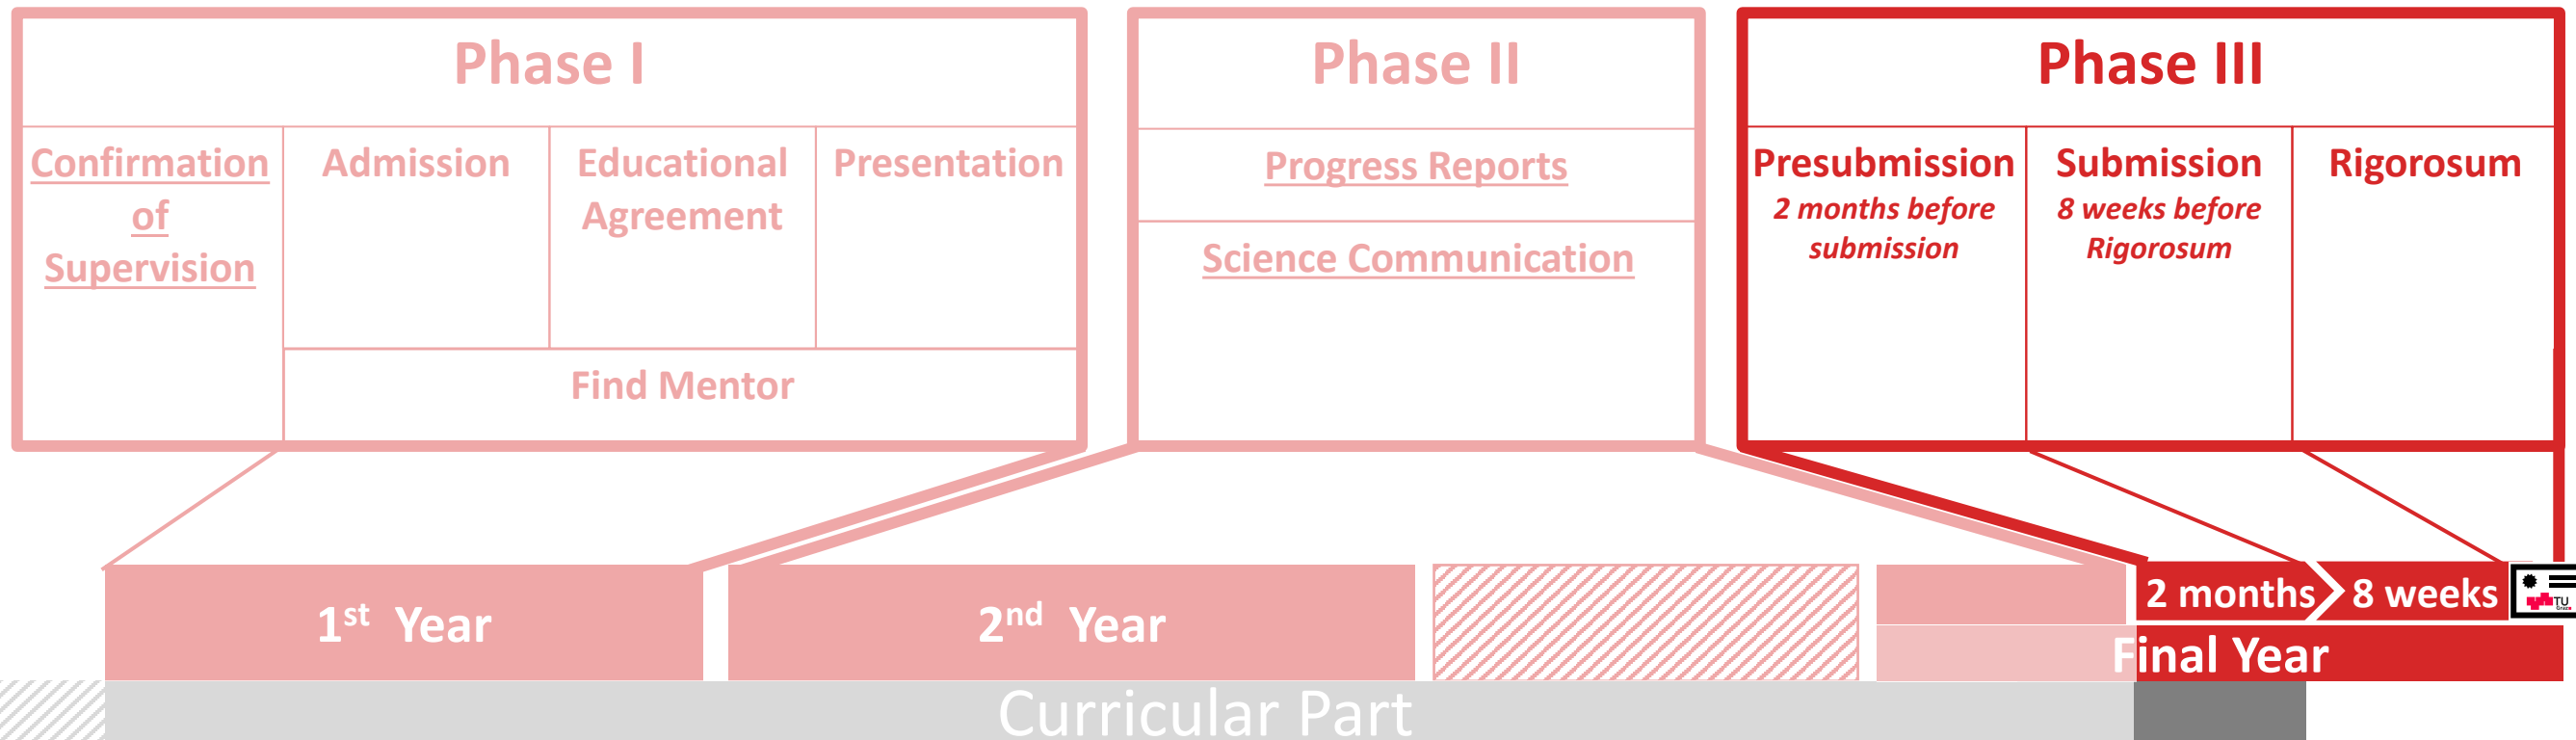 Phase I
Confirmation
of
Supervision
Admission
Educational
Agreement
Presentation
Find Mentor
Phase II
Progress Reports
Science Communication
Phase III
Presubmission
2 months before
submission
Submission
8 weeks before
Rigorosum
Rigorosum
1st Year
2nd Year
2 months
8 weeks
TU
Graz
Final Year
Curricular Part